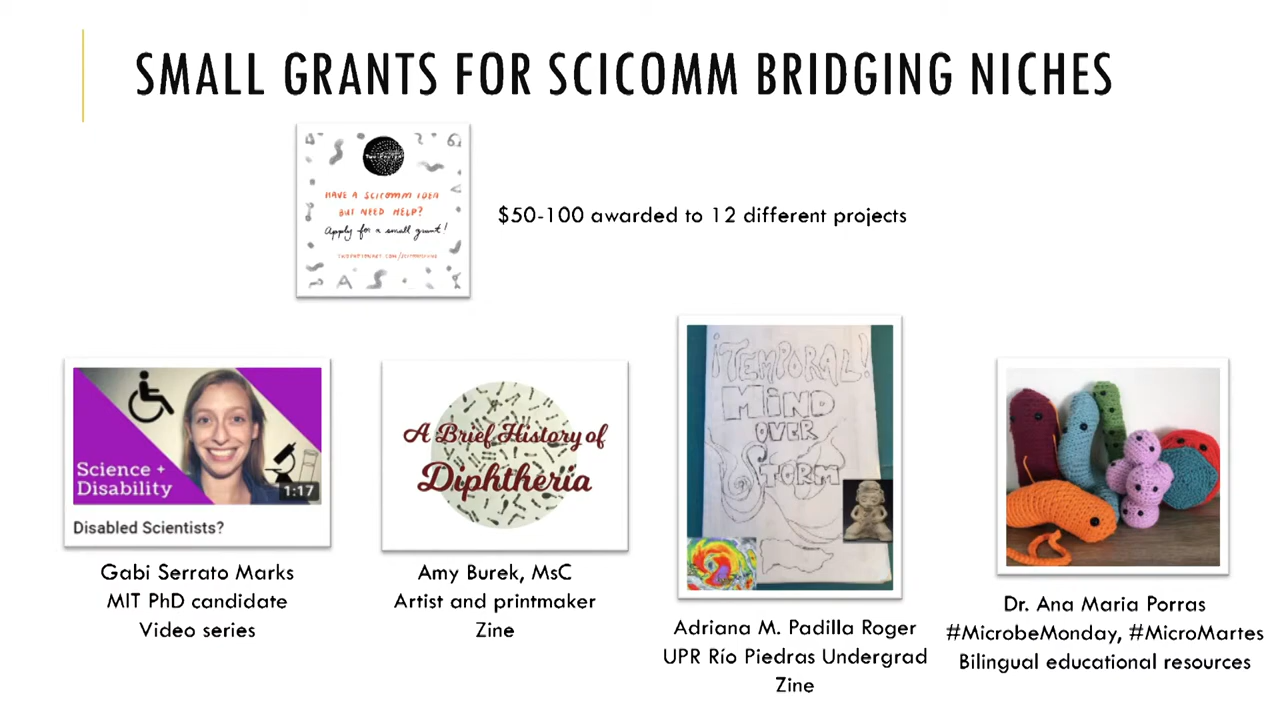 SMALL GRANTS FOR SCICOMM BRIDGING NICHES
Two Photon
HAVE A SCICOMM IDEA
BUT NEED HELP?
Apply for a small grant!
$50-100 awarded to 12 different projects
Science +
Disability
1:17
Disabled Scientists?
Gabi Serrato Marks
MIT PhD candidate
Video series
A Brief History of
Diphtheria
Amy Burek, MsC
Artist and printmaker
Zine
¡TEMPORAL!
MiND
OVER
STORM
Adriana M. Padilla Roger
UPR Río Piedras Undergrad
Zine
Dr. Ana Maria Porras
#MicrobeMonday, #MicroMartes
Bilingual educational resources